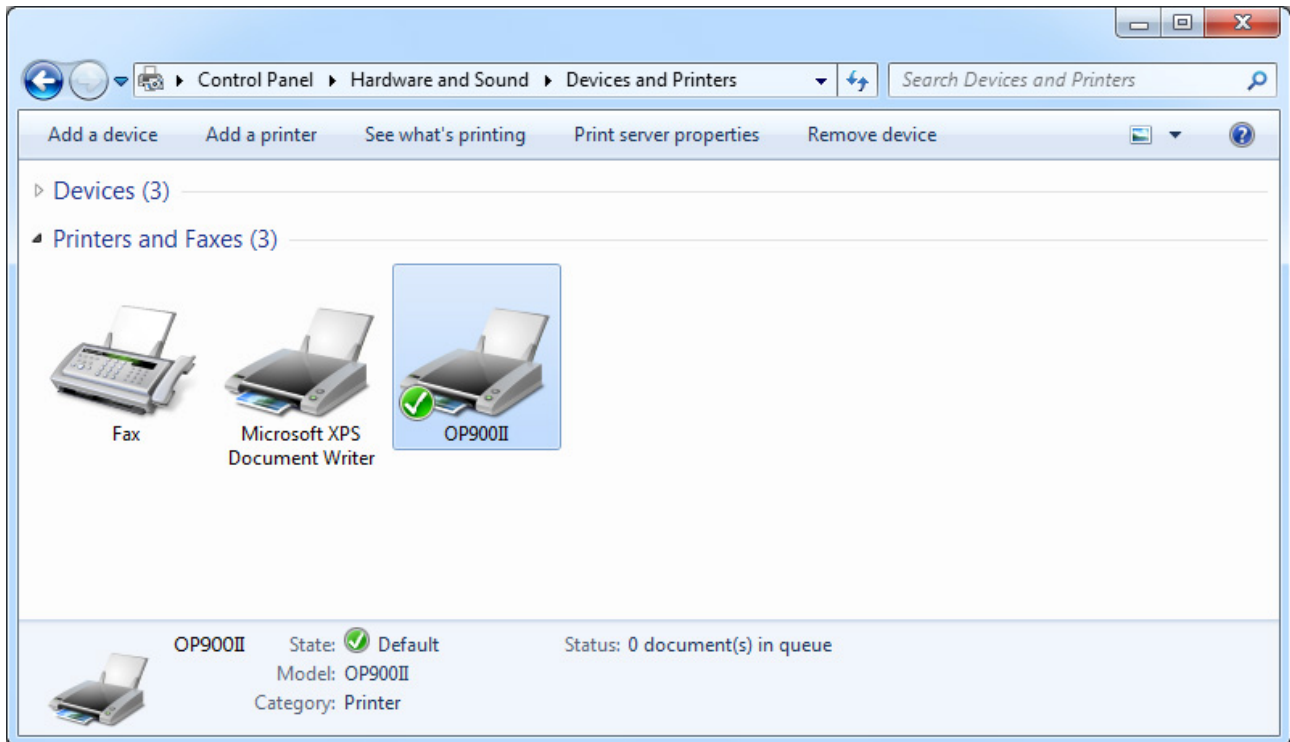 Control Panel Hardware and Sound Devices and Printers Search Devices and Printers
Add a device Add a printer See what's printing Print server properties Remove device
Devices (3)
Printers and Faxes (3)
Fax
Microsoft XPS
Document Writer
OP900II
OP900II State: Default Status: 0 document(s) in queue
Model: OP900II
Category: Printer